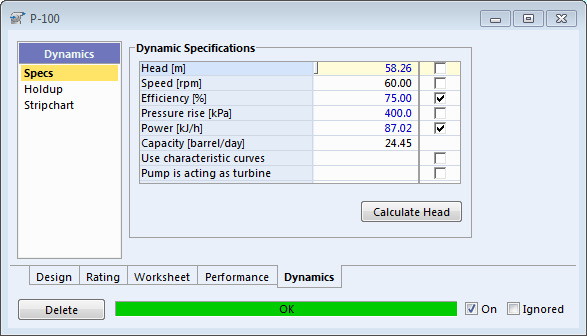 P-100
Dynamics
Specs
Holdup
Stripchart
Dynamic Specifications
Head [m] 58.26
Speed [rpm] 60.00
Efficiency [%] 75.00
Pressure rise [kPa] 400.0
Power [kJ/h] 87.02
Capacity [barrel/day] 24.45
Use characteristic curves
Pump is acting as turbine
Calculate Head
Design Rating Worksheet Performance Dynamics
Delete OK On Ignored